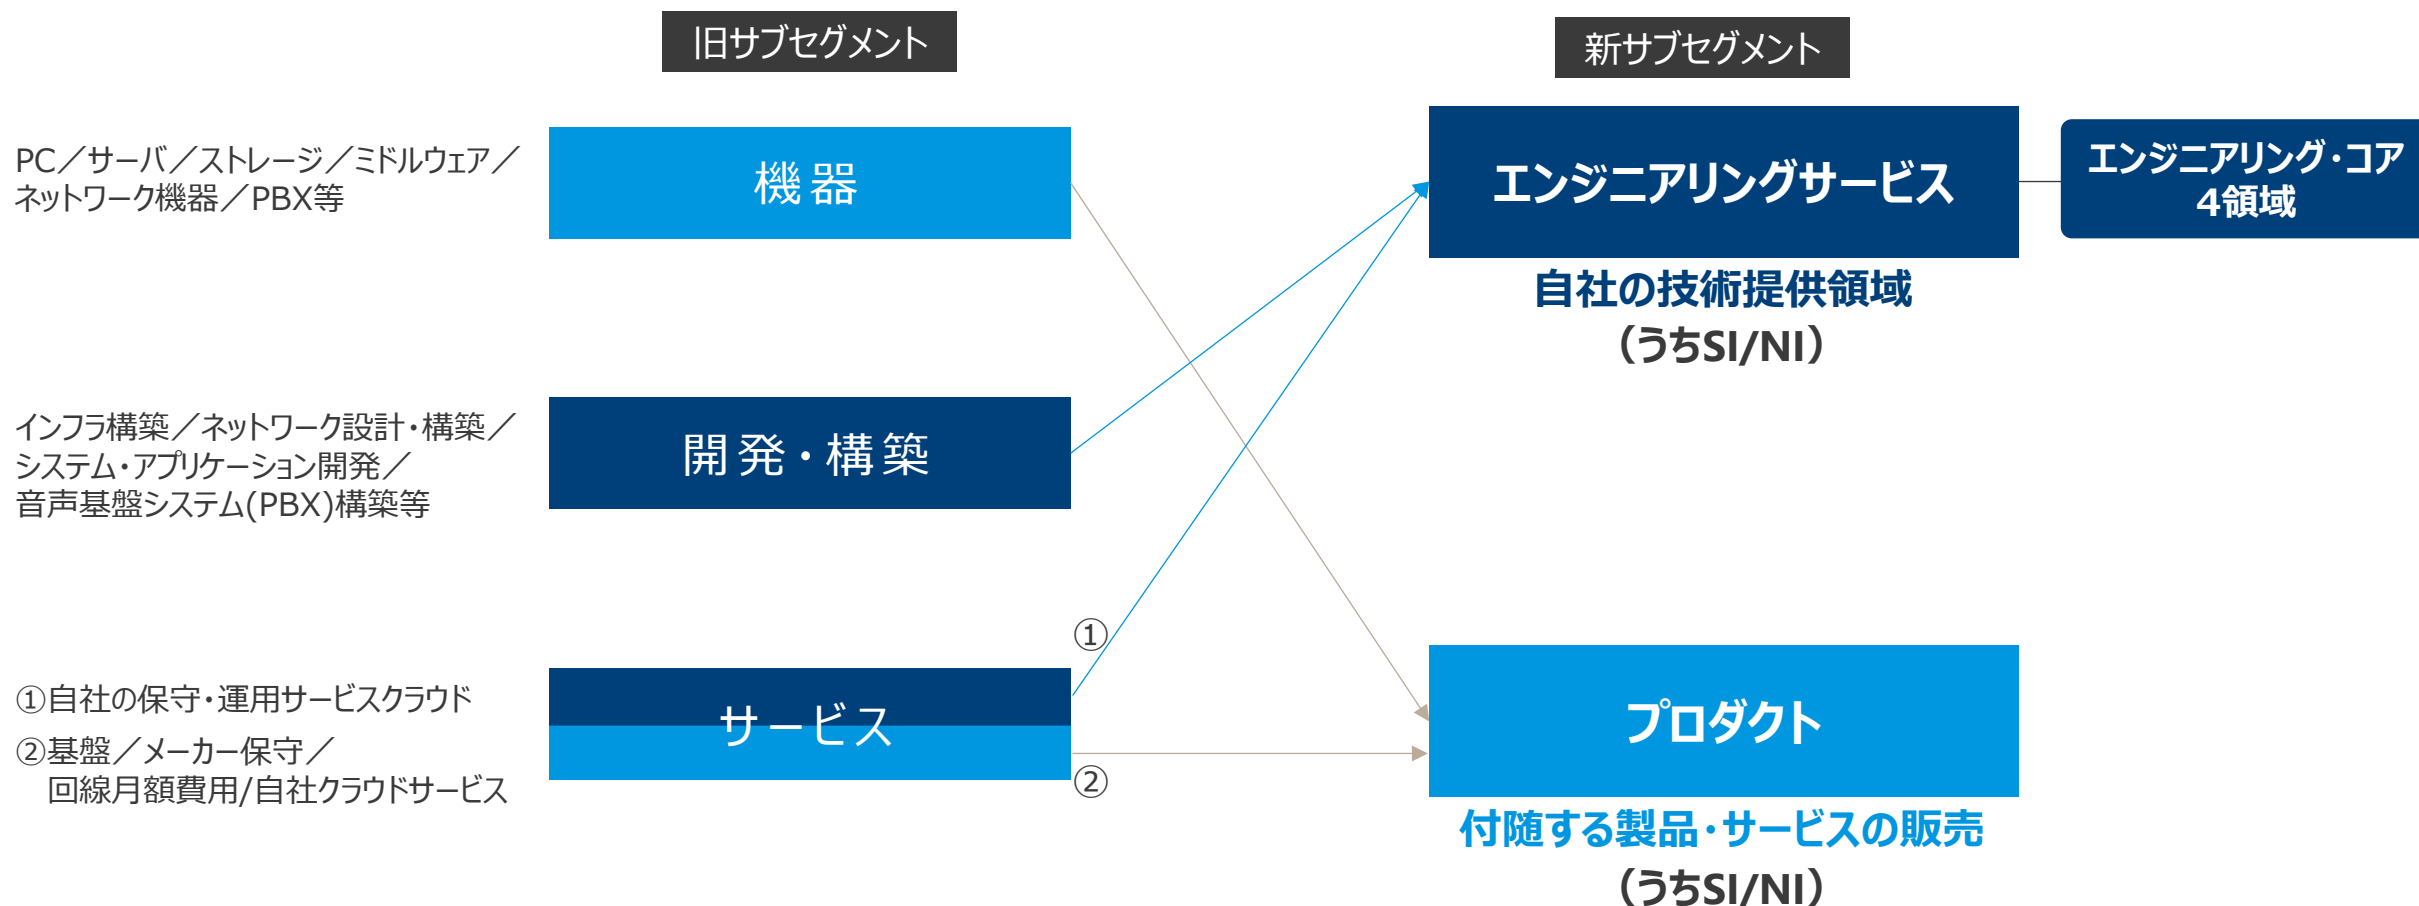 旧サブセグメント
新サブセグメント
PC／サーバ／ストレージ／ミドルウェア／
ネットワーク機器／PBX等
機器
エンジニアリングサービス
エンジニアリング・コア
4領域
自社の技術提供領域
（うちSI/NI）
インフラ構築／ネットワーク設計・構築／
システム・アプリケーション開発／
音声基盤システム(PBX)構築等
開発・構築
①
①自社の保守・運用サービスクラウド
②基盤／メーカー保守／
回線月額費用/自社クラウドサービス
サービス
②
プロダクト
付随する製品・サービスの販売
（うちSI/NI）